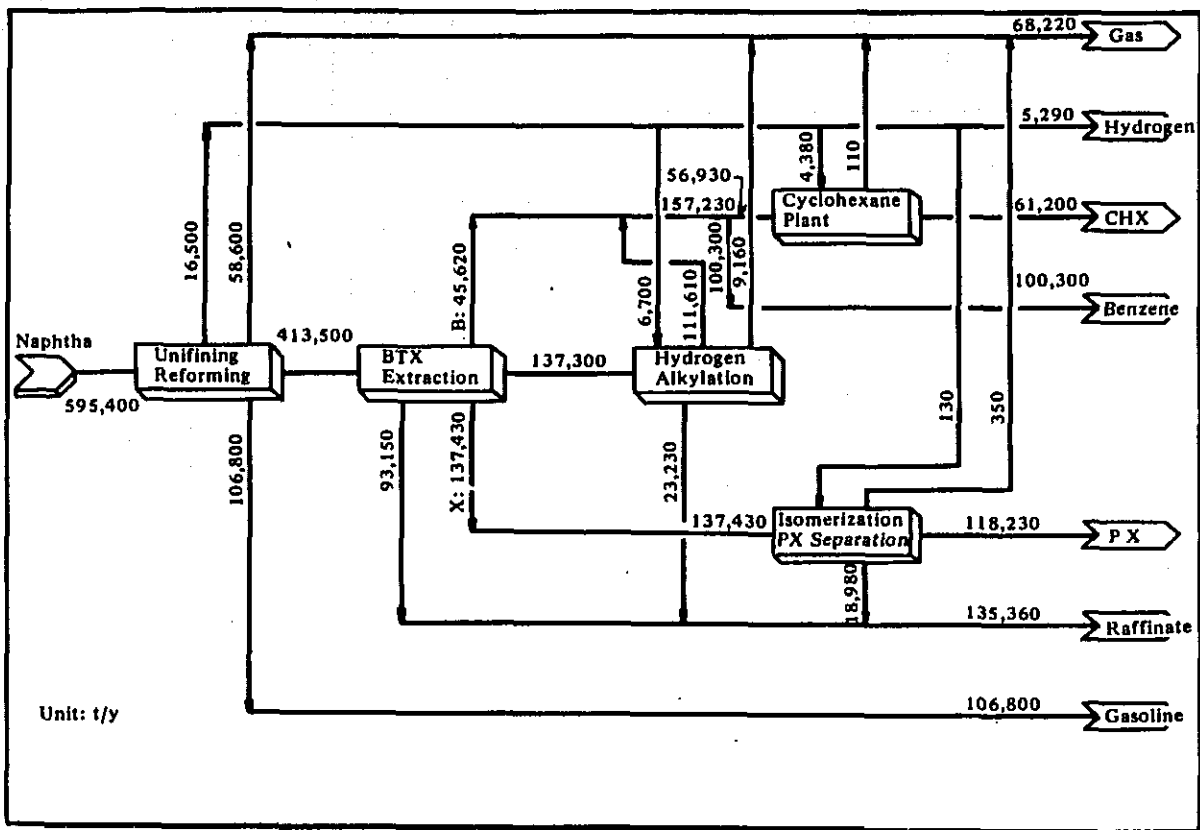 68,220
Gas
5,290
Hydrogen
16,500
58,600
56,930
4,380
110
157,230
Cyclohexane
Plant
61,200
CHX
B: 45,620
6,700
111,610
100,300
9,160
100,300
Benzene
Naphtha
595,400
Unifining
Reforming
413,500
BTX
Extraction
137,300
Hydrogen
Alkylation
106,800
93,150
X: 137,430
23,230
130
350
137,430
Isomerization
PX Separation
118,230
P X
18,980
135,360
Raffinate
Unit: t/y
106,800
Gasoline